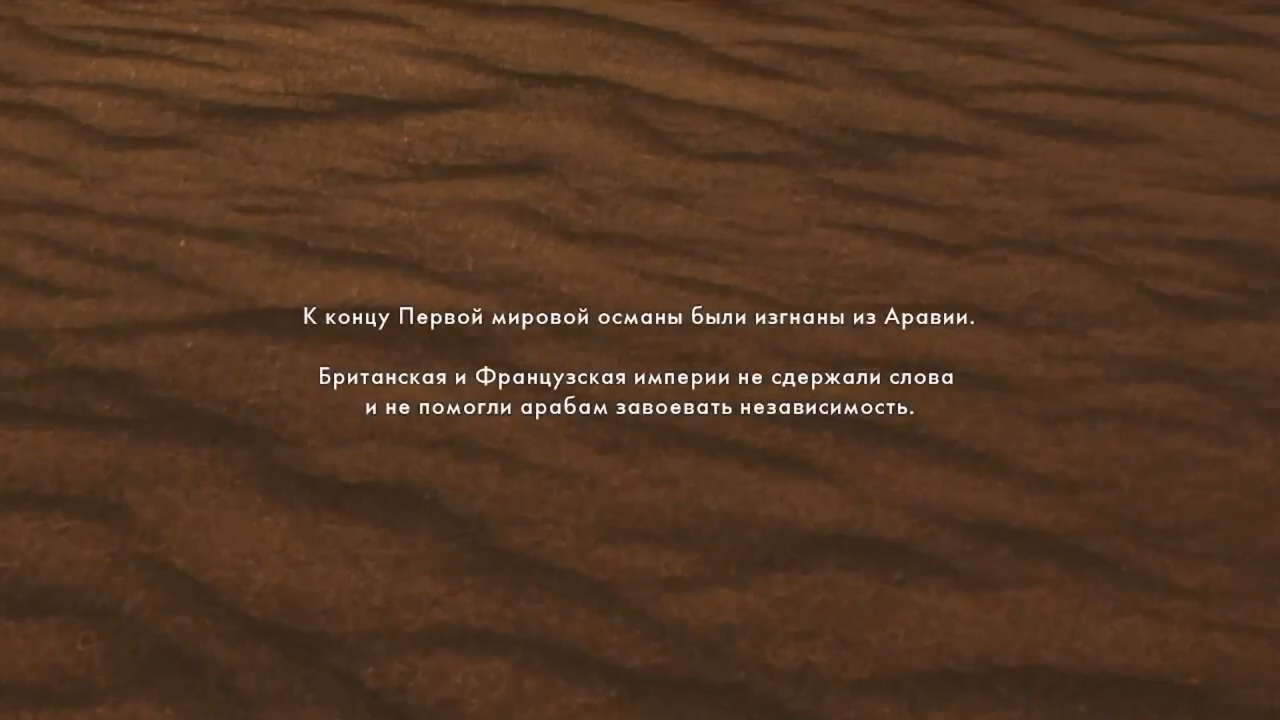 К концу Первой мировой османы были изгнаны из Аравии.
Британская и Французская империи не сдержали слова
и не помогли арабам завоевать независимость.